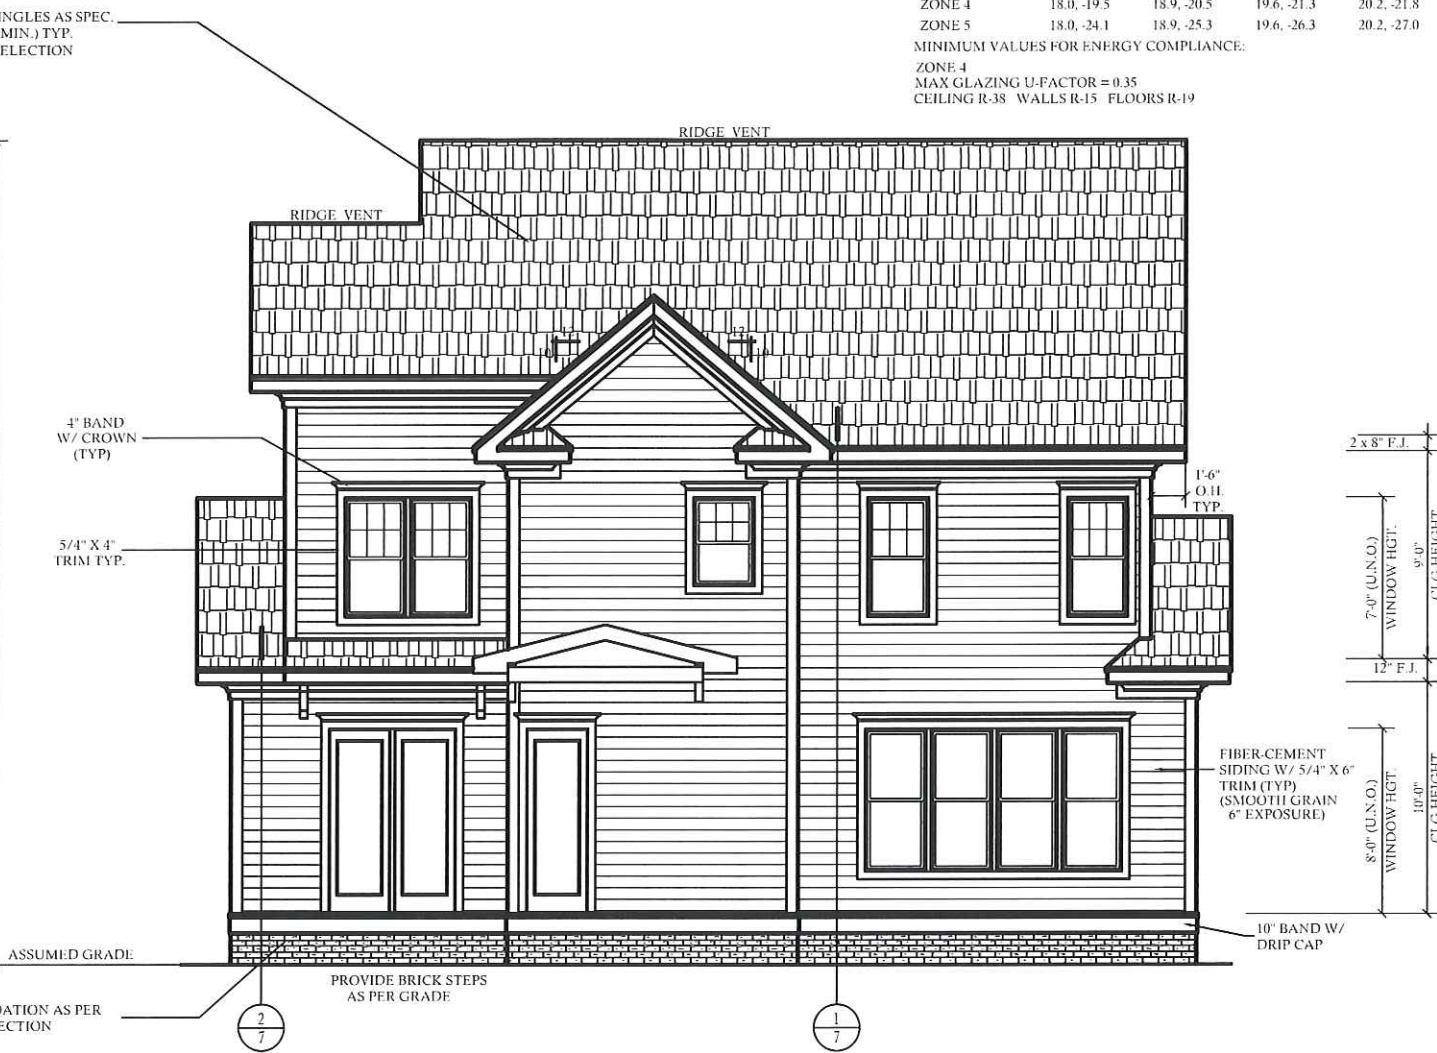 INGLES AS SPEC.
MIN.) TYP.
ELECTION
ZONE 4 18.0, -19.5 18.9, -20.5 19.6, -21.3 20.2, -21.8
ZONE 5 18.0, -24.1 18.9, -25.3 19.6, -26.3 20.2, -27.0
MINIMUM VALUES FOR ENERGY COMPLIANCE:
ZONE 4
MAX GLAZING U-FACTOR = 0.35
CEILING R-38 WALLS R-15 FLOORS R-19
RIDGE VENT
RIDGE VENT
12
10
12
10
4" BAND
W/ CROWN
(TYP)
5/4" X 4"
TRIM TYP.
1'-6"
O.H.
TYP.
2 x 8" F.J.
7'-0" (U.N.O.)
WINDOW HGT.
9'-0"
CLG HEIGHT
12" F.J.
FIBER-CEMENT
SIDING W/ 5/4" X 6"
TRIM (TYP)
(SMOOTH GRAIN
6" EXPOSURE)
8'-0" (U.N.O.)
WINDOW HGT.
10'-0"
CLG HEIGHT
10" BAND W/
DRIP CAP
ASSUMED GRADE
PROVIDE BRICK STEPS
AS PER GRADE
DATION AS PER
ECTION
2
7
1
7